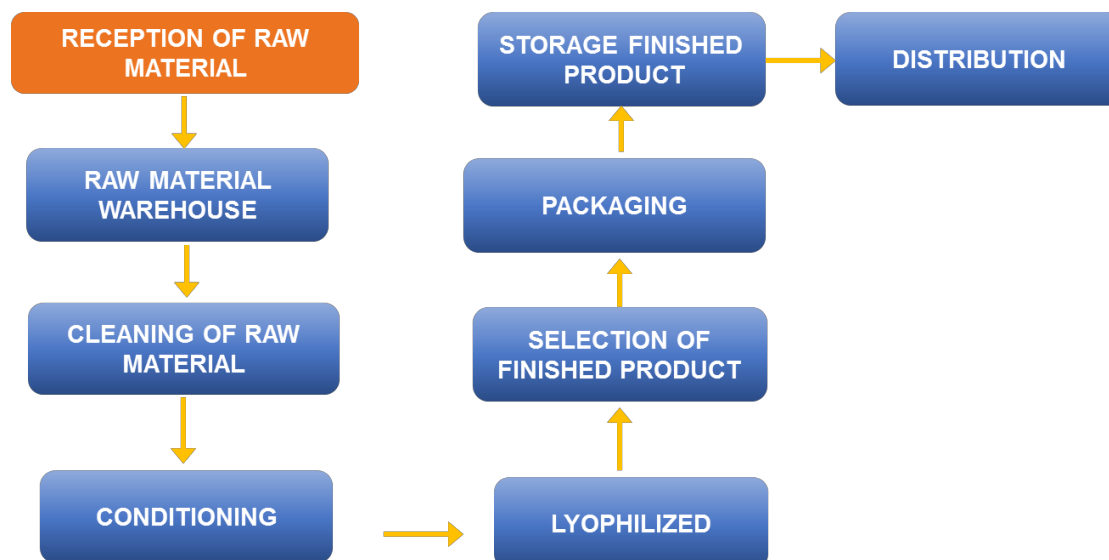 RECEPTION OF RAW
MATERIAL
RAW MATERIAL
WAREHOUSE
CLEANING OF RAW
MATERIAL
CONDITIONING
LYOPHILIZED
SELECTION OF
FINISHED PRODUCT
PACKAGING
STORAGE FINISHED
PRODUCT
DISTRIBUTION